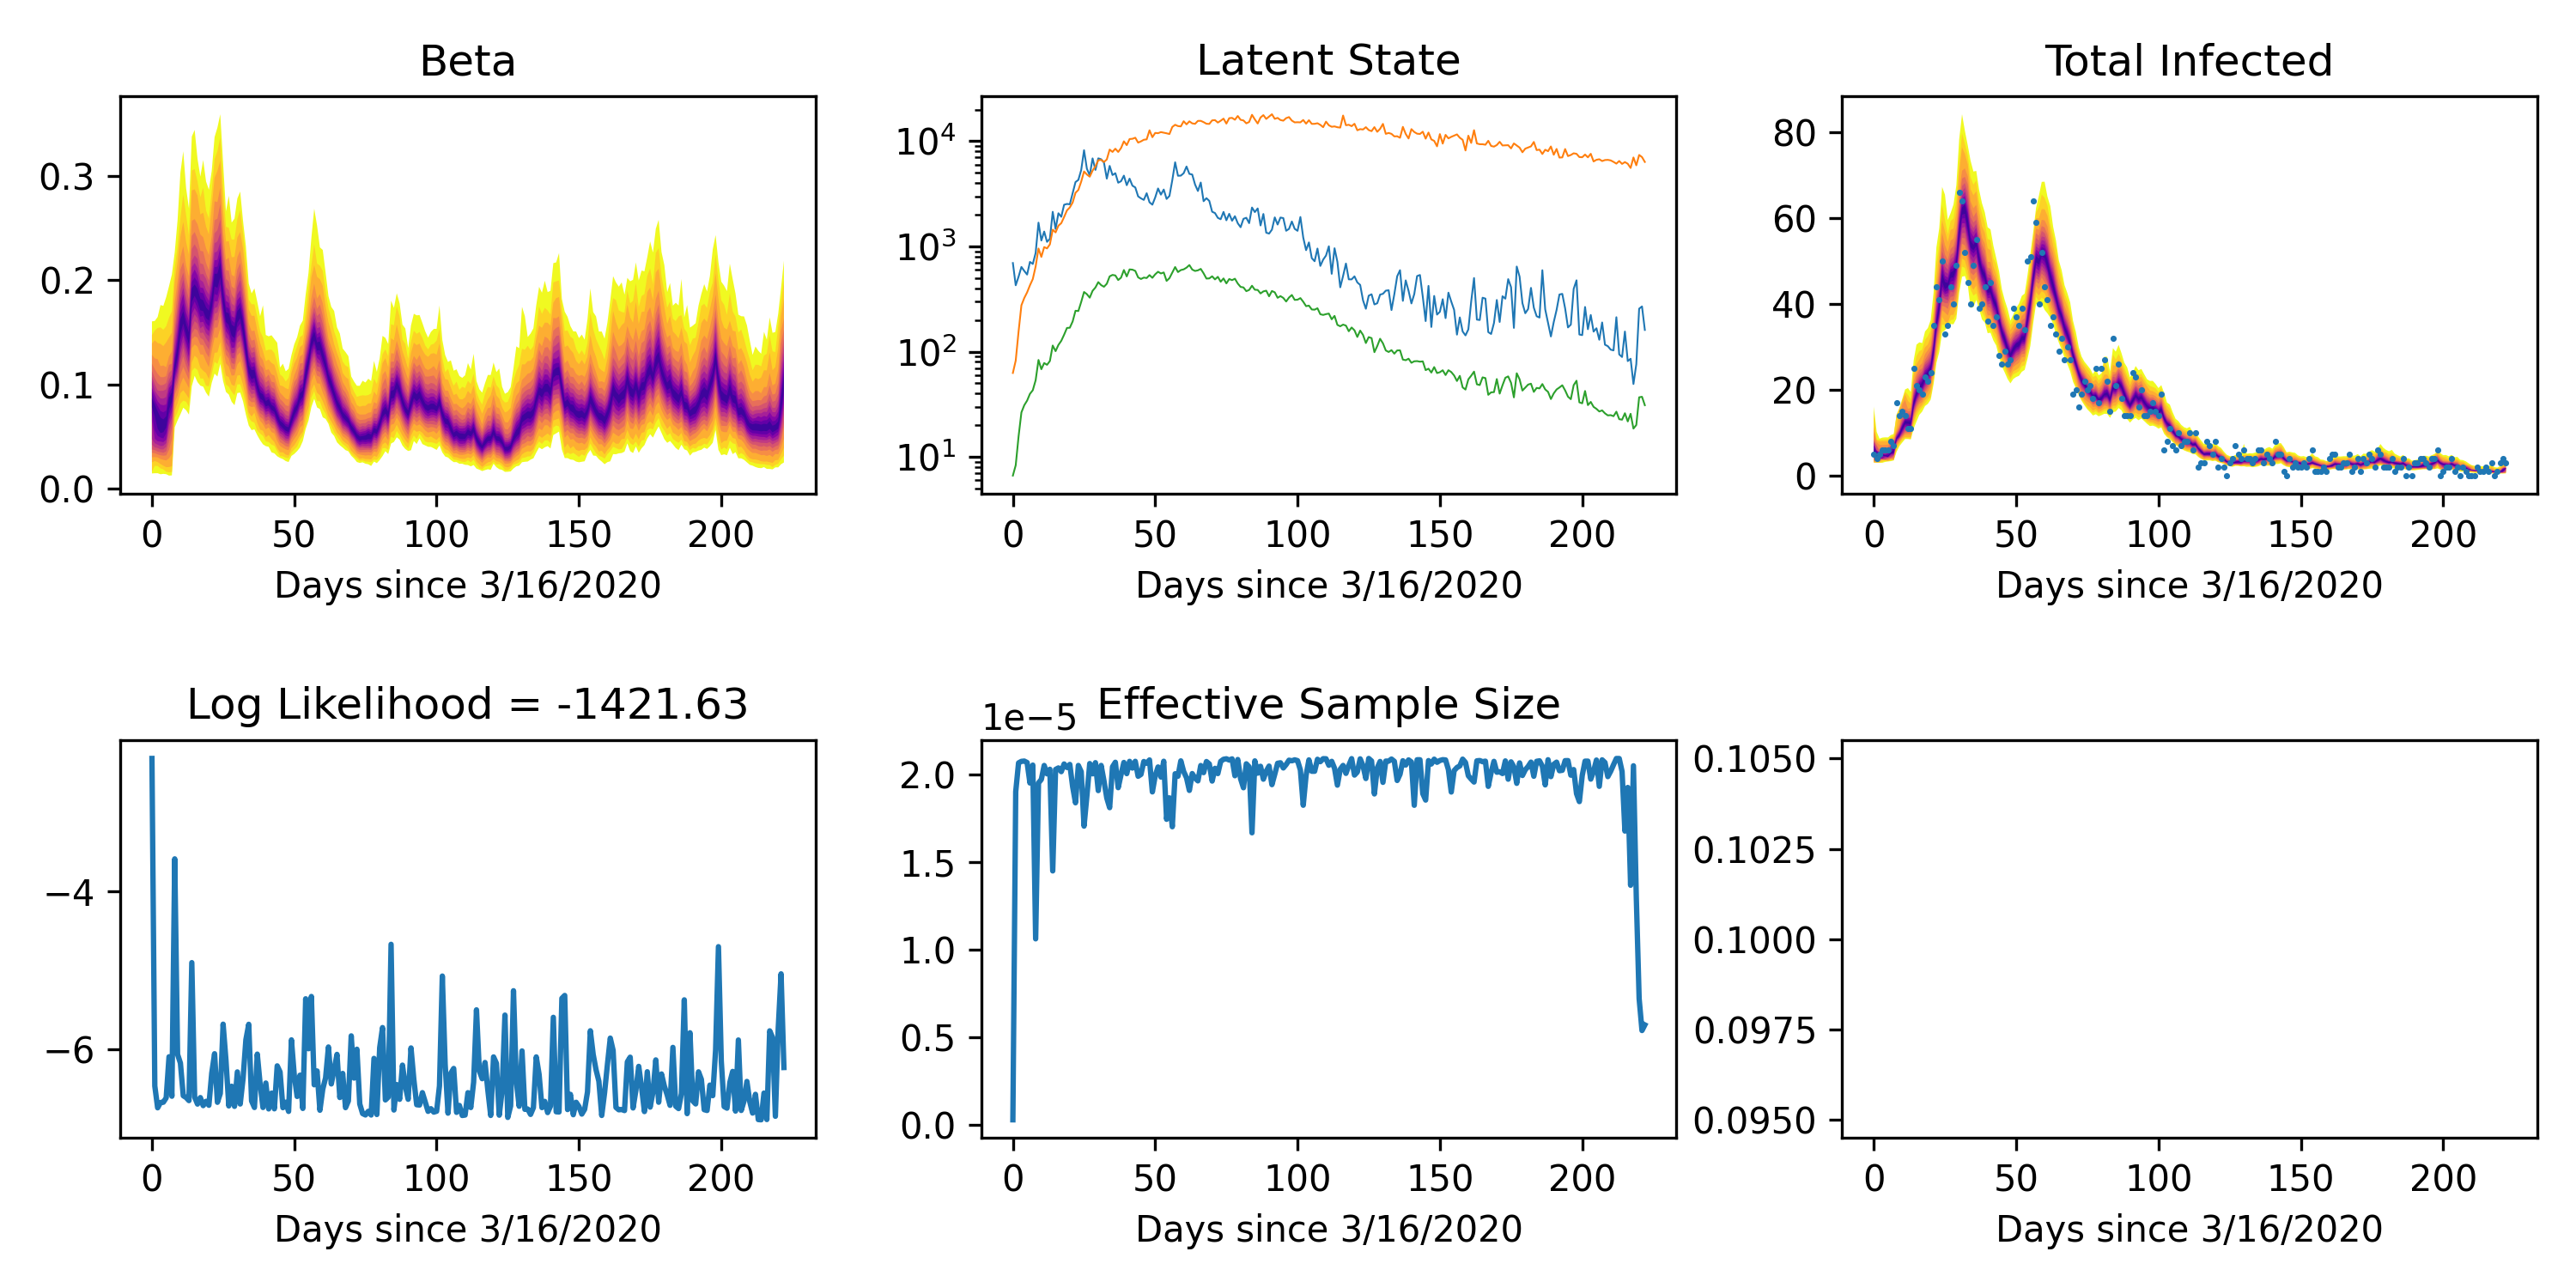 Beta
0.3
0.2
0.1
0.0
0 50 100 150 200
Days since 3/16/2020
Latent State
10^4
10^3
10^2
10^1
0 50 100 150 200
Days since 3/16/2020
Total Infected
80
60
40
20
0
0 50 100 150 200
Days since 3/16/2020
Log Likelihood = -1421.63
−4
−6
0 50 100 150 200
Days since 3/16/2020
1e−5 Effective Sample Size
2.0
1.5
1.0
0.5
0.0
0 50 100 150 200
Days since 3/16/2020
0.1050
0.1025
0.1000
0.0975
0.0950
0 50 100 150 200
Days since 3/16/2020